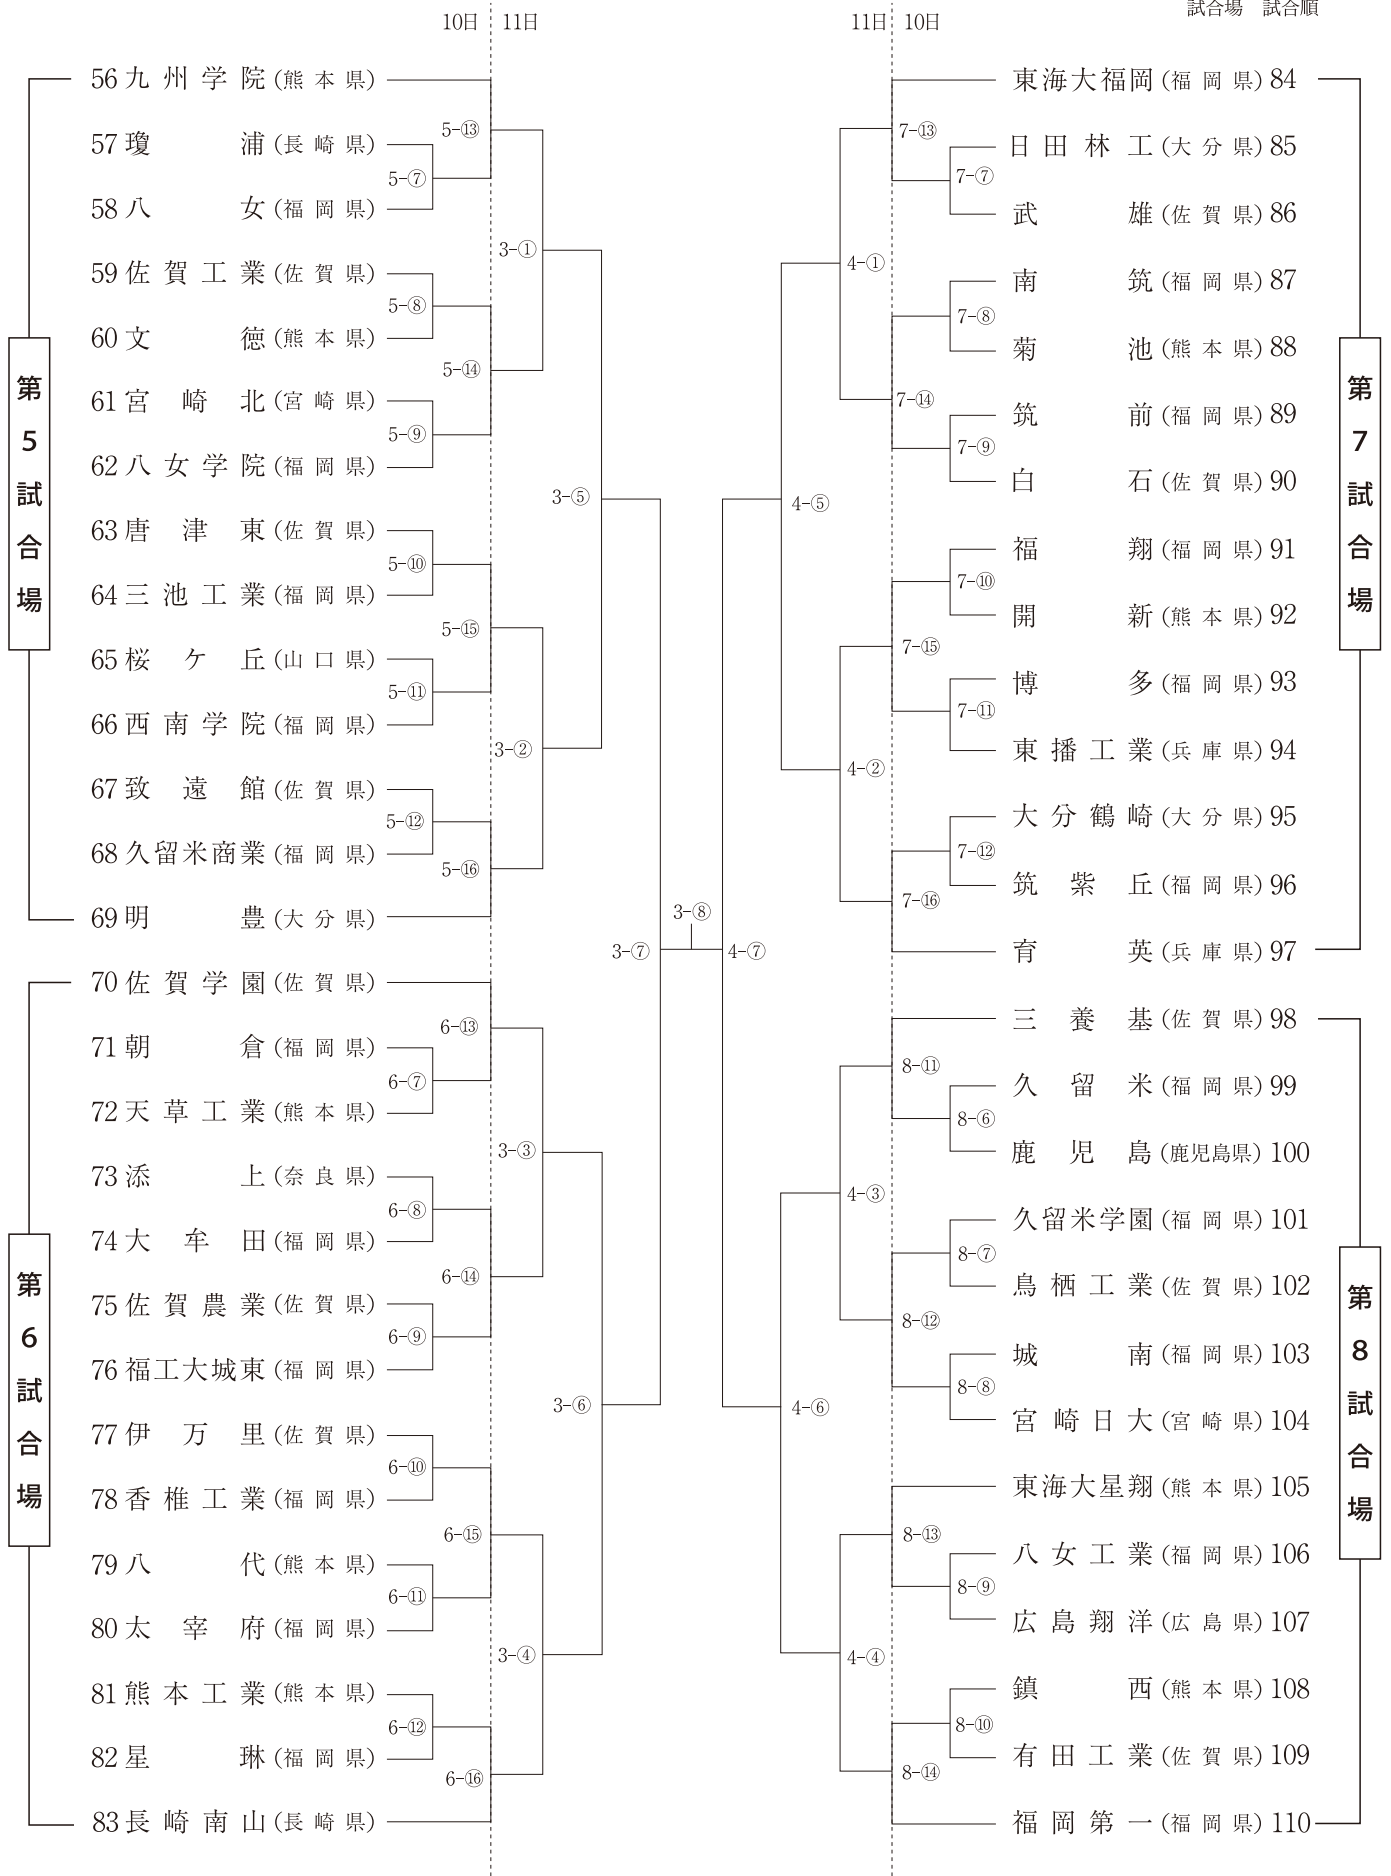 試合場 試合順
10日 11日
11日 10日
第5試合場
56 九州学院 (熊本県)
57 瓊浦 (長崎県)
58 八女 (福岡県)
59 佐賀工業 (佐賀県)
60 文徳 (熊本県)
61 宮崎北 (宮崎県)
62 八女学院 (福岡県)
63 唐津東 (佐賀県)
64 三池工業 (福岡県)
65 桜ケ丘 (山口県)
66 西南学院 (福岡県)
67 致遠館 (佐賀県)
68 久留米商業 (福岡県)
69 明豊 (大分県)
5-⑦
5-⑧
5-⑨
5-⑩
5-⑪
5-⑫
5-⑬
5-⑭
5-⑮
5-⑯
3-①
3-②
3-⑤
第6試合場
70 佐賀学園 (佐賀県)
71 朝倉 (福岡県)
72 天草工業 (熊本県)
73 添上 (奈良県)
74 大牟田 (福岡県)
75 佐賀農業 (佐賀県)
76 福工大城東 (福岡県)
77 伊万里 (佐賀県)
78 香椎工業 (福岡県)
79 八代 (熊本県)
80 太宰府 (福岡県)
81 熊本工業 (熊本県)
82 星琳 (福岡県)
83 長崎南山 (長崎県)
6-⑦
6-⑧
6-⑨
6-⑩
6-⑪
6-⑫
6-⑬
6-⑭
6-⑮
6-⑯
3-③
3-④
3-⑥
3-⑦
3-⑧
4-⑦
第7試合場
東海大福岡 (福岡県) 84
日田林工 (大分県) 85
武雄 (佐賀県) 86
南筑 (福岡県) 87
菊池 (熊本県) 88
筑前 (福岡県) 89
白石 (佐賀県) 90
福翔 (福岡県) 91
開新 (熊本県) 92
博多 (福岡県) 93
東播工業 (兵庫県) 94
大分鶴崎 (大分県) 95
筑紫丘 (福岡県) 96
育英 (兵庫県) 97
7-⑦
7-⑧
7-⑨
7-⑩
7-⑪
7-⑫
7-⑬
7-⑭
7-⑮
7-⑯
4-①
4-②
4-⑤
第8試合場
三養基 (佐賀県) 98
久留米 (福岡県) 99
鹿児島 (鹿児島県) 100
久留米学園 (福岡県) 101
鳥栖工業 (佐賀県) 102
城南 (福岡県) 103
宮崎日大 (宮崎県) 104
東海大星翔 (熊本県) 105
八女工業 (福岡県) 106
広島翔洋 (広島県) 107
鎮西 (熊本県) 108
有田工業 (佐賀県) 109
福岡第一 (福岡県) 110
8-⑥
8-⑦
8-⑧
8-⑨
8-⑩
8-⑪
8-⑫
8-⑬
8-⑭
4-③
4-④
4-⑥